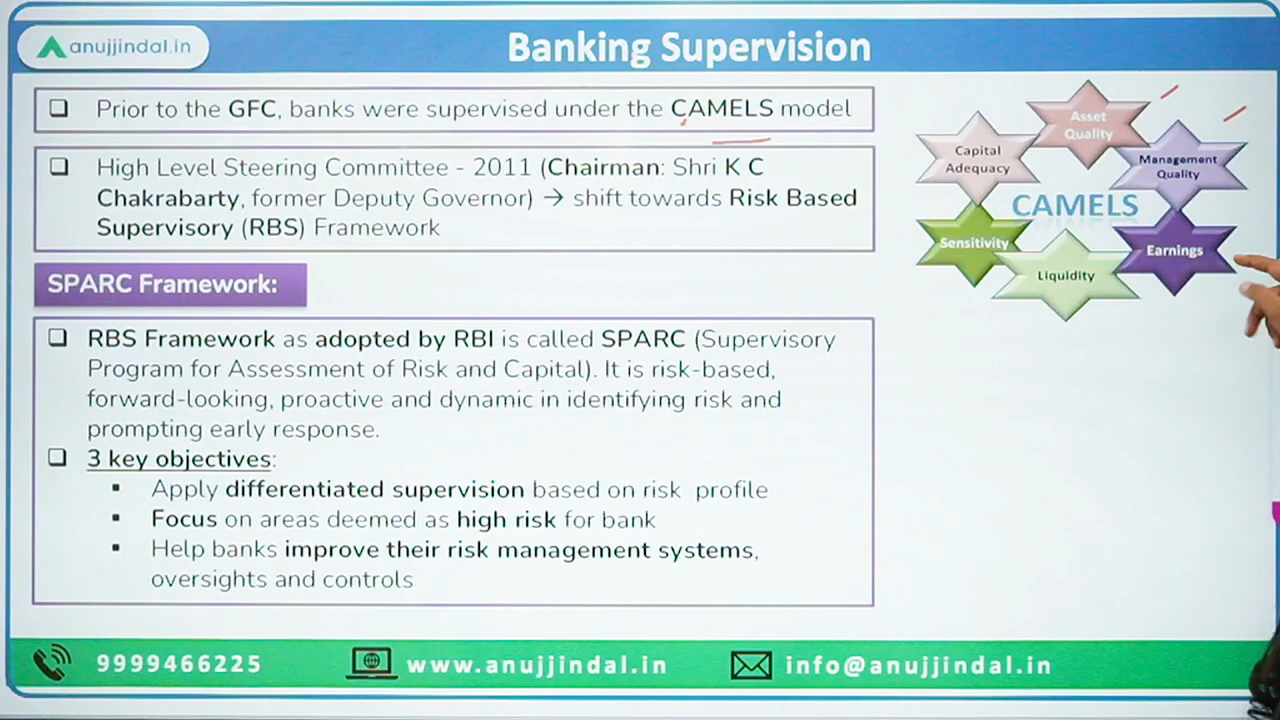 anujjindal.in
Banking Supervision
❑ Prior to the GFC, banks were supervised under the CAMELS model
❑ High Level Steering Committee - 2011 (Chairman: Shri K C
Chakrabarty, former Deputy Governor) → shift towards Risk Based
Supervisory (RBS) Framework
SPARC Framework:
❑ RBS Framework as adopted by RBI is called SPARC (Supervisory
Program for Assessment of Risk and Capital). It is risk-based,
forward-looking, proactive and dynamic in identifying risk and
prompting early response.
❑ 3 key objectives:
▪ Apply differentiated supervision based on risk profile
▪ Focus on areas deemed as high risk for bank
▪ Help banks improve their risk management systems,
oversights and controls
Asset
Quality
Capital
Adequacy
Management
Quality
CAMELS
Sensitivity
Earnings
Liquidity
9999466225
www.anujjindal.in
info@anujjindal.in